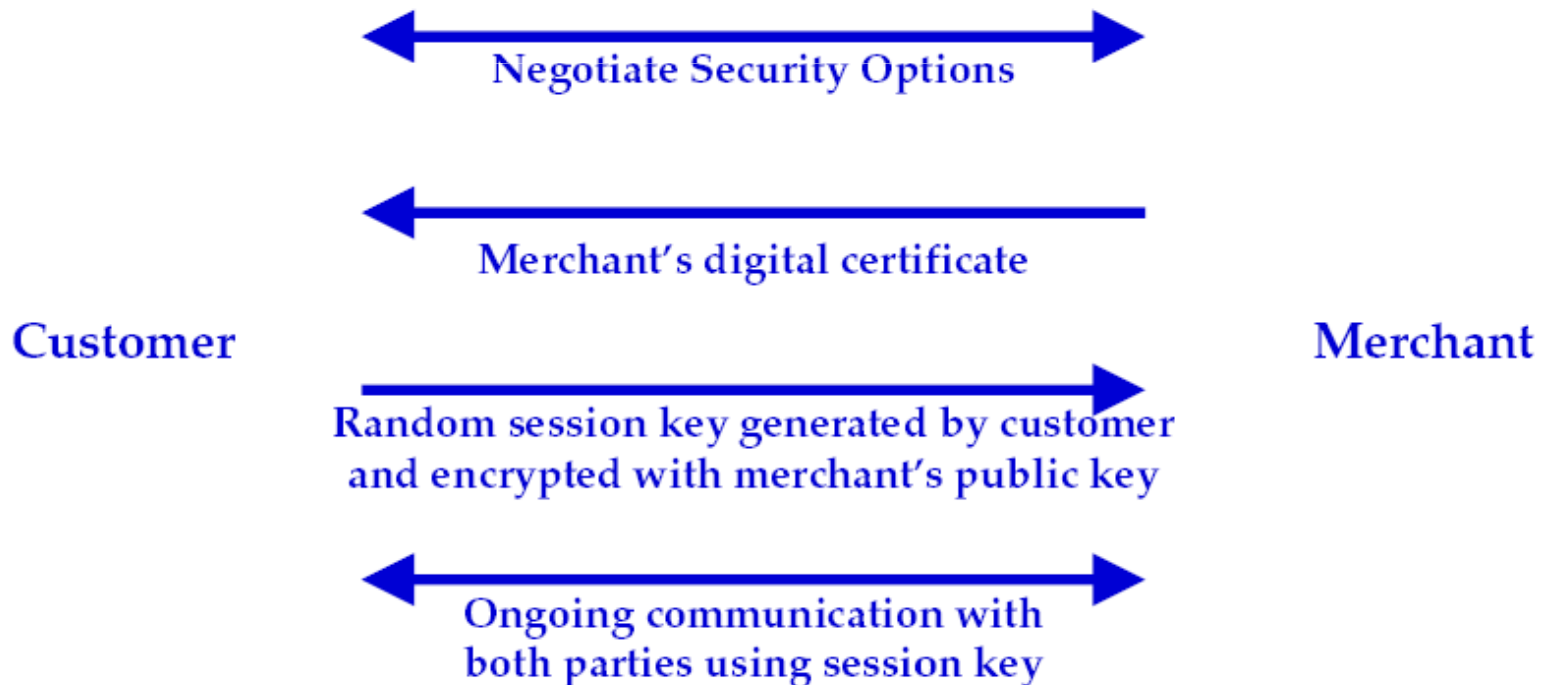 Negotiate Security Options
Merchant’s digital certificate
Customer
Merchant
Random session key generated by customer
and encrypted with merchant’s public key
Ongoing communication with
both parties using session key